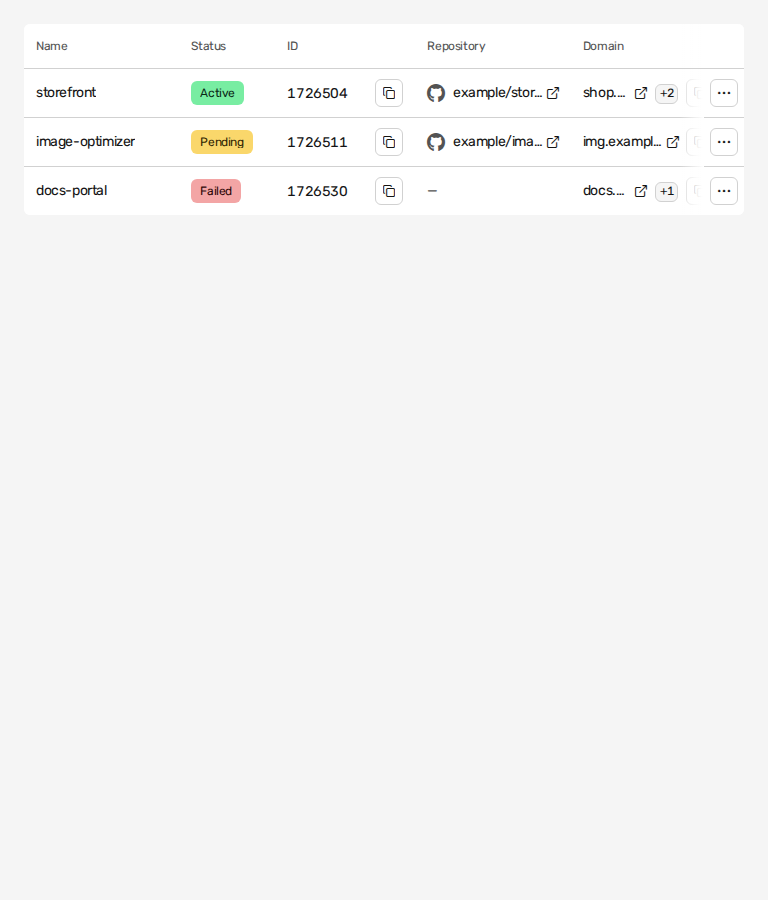 Name Status ID Repository Domain
storefront Active 1726504 example/stor... shop.... +2
image-optimizer Pending 1726511 example/ima... img.exampl...
docs-portal Failed 1726530 – docs.... +1